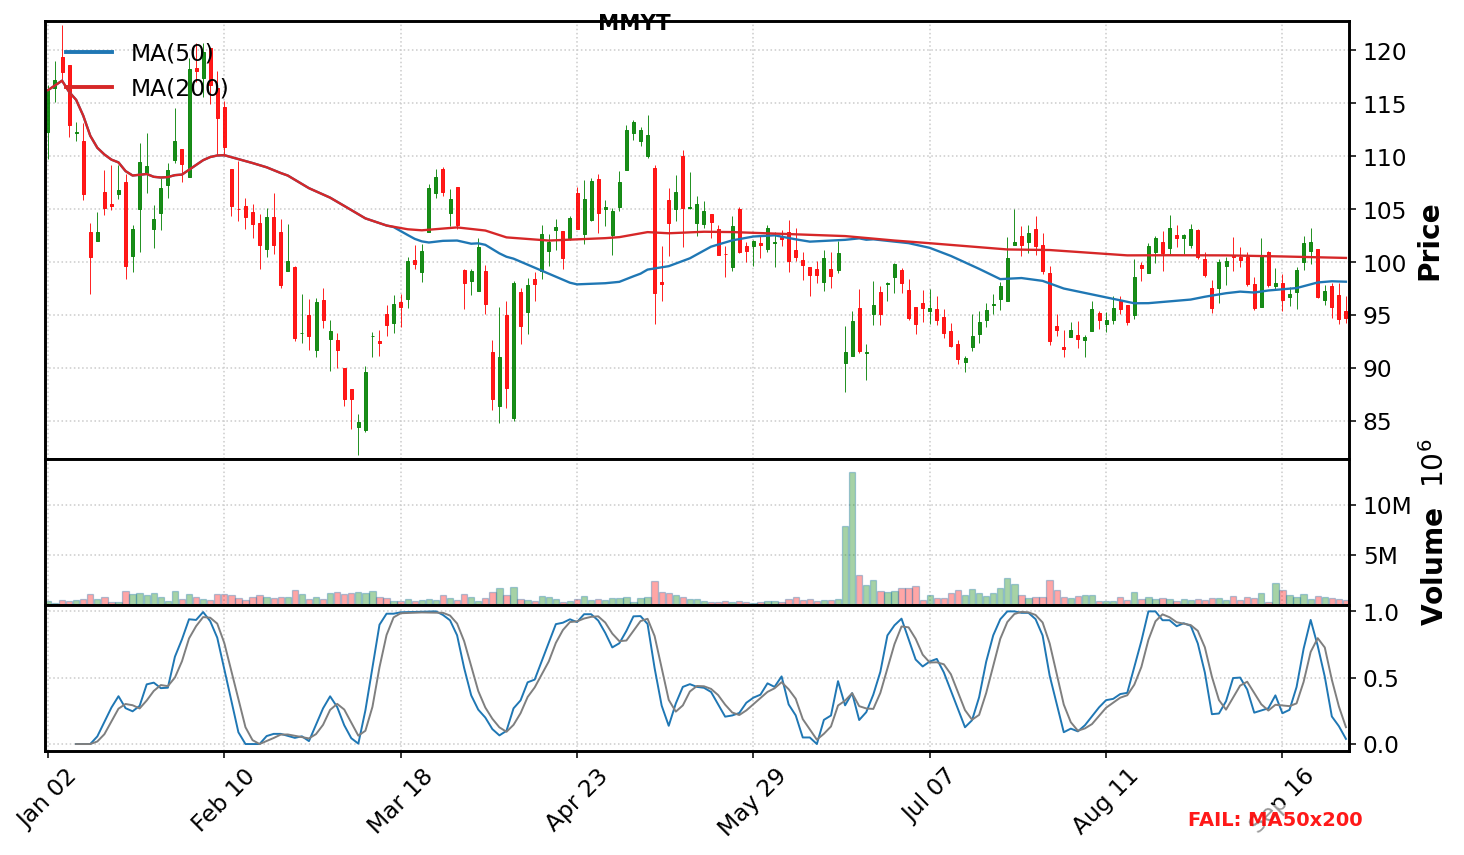 MMYT
MA(50)
MA(200)
120
115
110
105
100
95
90
85
Price
10M
5M
Volume 10^6
1.0
0.5
0.0
Jan 02
Feb 10
Mar 18
Apr 23
May 29
Jul 07
Aug 11
Sep 16
FAIL: MA50x200